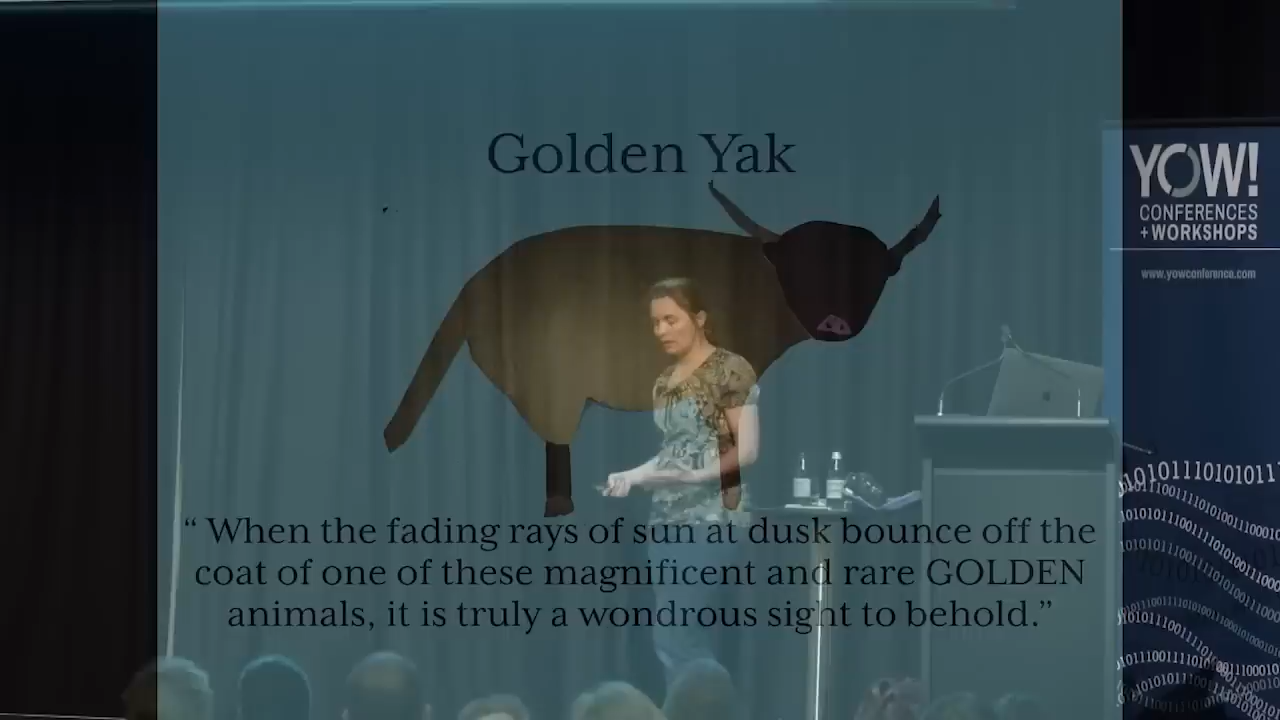 Golden Yak
“ When the fading rays of sun at dusk bounce off the
coat of one of these magnificent and rare GOLDEN
animals, it is truly a wondrous sight to behold.”
YOW!
CONFERENCES
+WORKSHOPS
www.yowconference.com